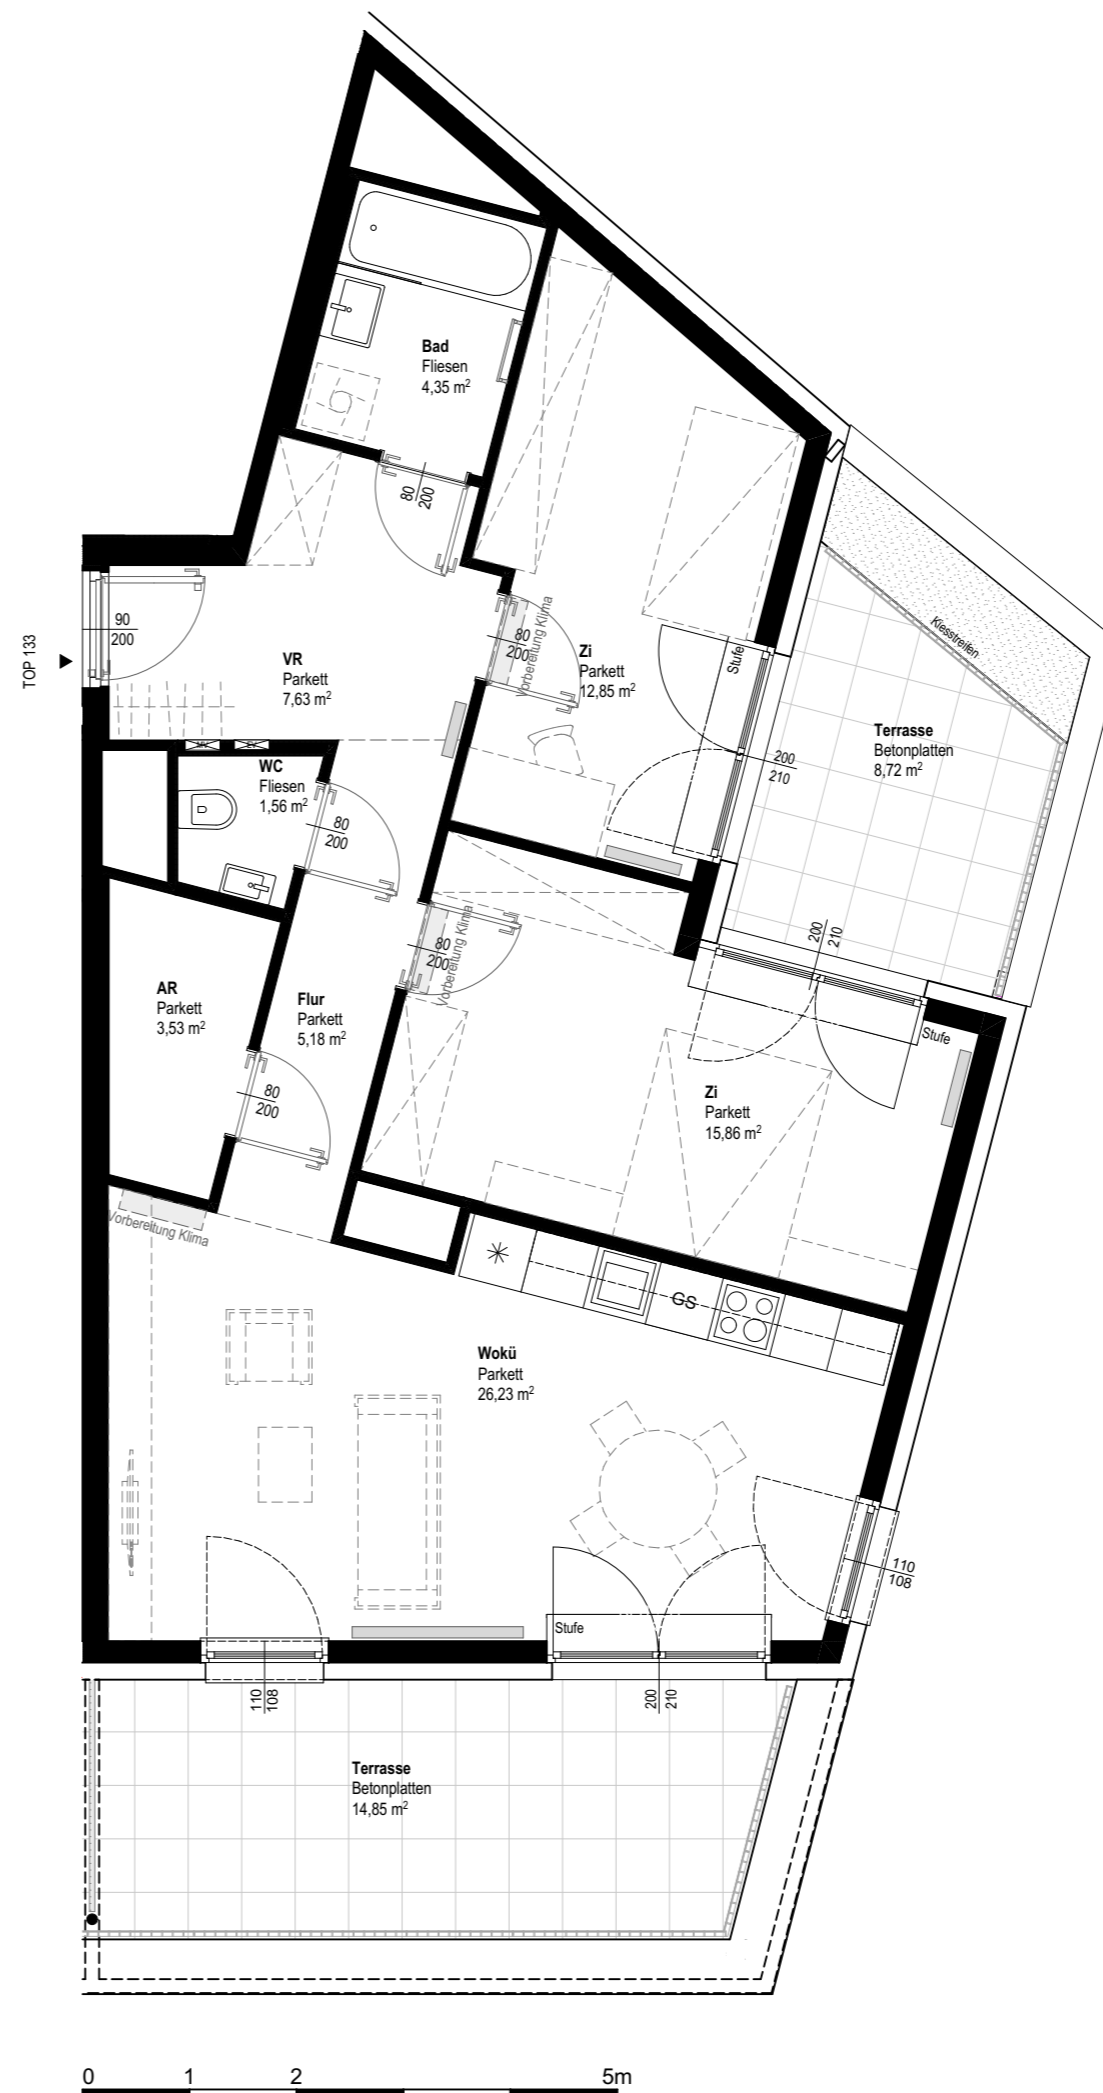 Bad
Fliesen
4,35 m²
80
200
90
200
TOP 133
VR
Parkett
7,63 m²
80
200
Vorbereitung Klima
Zi
Parkett
12,85 m²
Stufe
200
210
Kiesstreifen
Terrasse
Betonplatten
8,72 m²
WC
Fliesen
1,56 m²
80
200
80
200
Vorbereitung Klima
200
210
Stufe
AR
Parkett
3,53 m²
Flur
Parkett
5,18 m²
80
200
Zi
Parkett
15,86 m²
Vorbereitung Klima
GS
Wokü
Parkett
26,23 m²
110
108
Stufe
110
108
200
210
Terrasse
Betonplatten
14,85 m²
0 1 2 5m